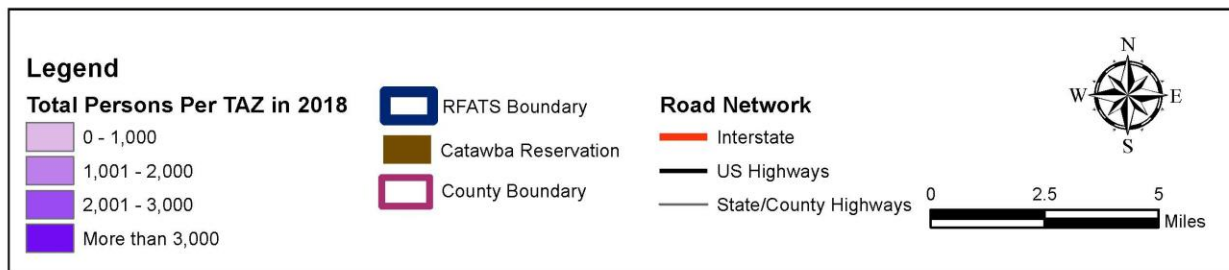 Legend
Total Persons Per TAZ in 2018
0 - 1,000
1,001 - 2,000
2,001 - 3,000
More than 3,000
RFATS Boundary
Catawba Reservation
County Boundary
Road Network
Interstate
US Highways
State/County Highways
N
W E
S
0 2.5 5
Miles